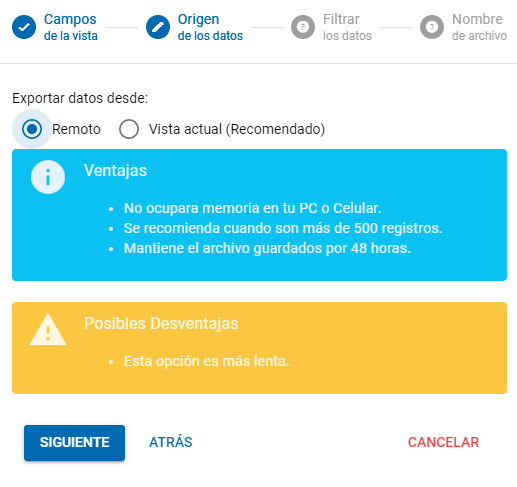 Campos
de la vista
Origen
de los datos
Filtrar
los datos
Nombre
de archivo
Exportar datos desde:
Remoto
Vista actual (Recomendado)
Ventajas
• No ocupara memoria en tu PC o Celular.
• Se recomienda cuando son más de 500 registros.
• Mantiene el archivo guardados por 48 horas.
Posibles Desventajas
• Esta opción es más lenta.
SIGUIENTE ATRÁS CANCELAR